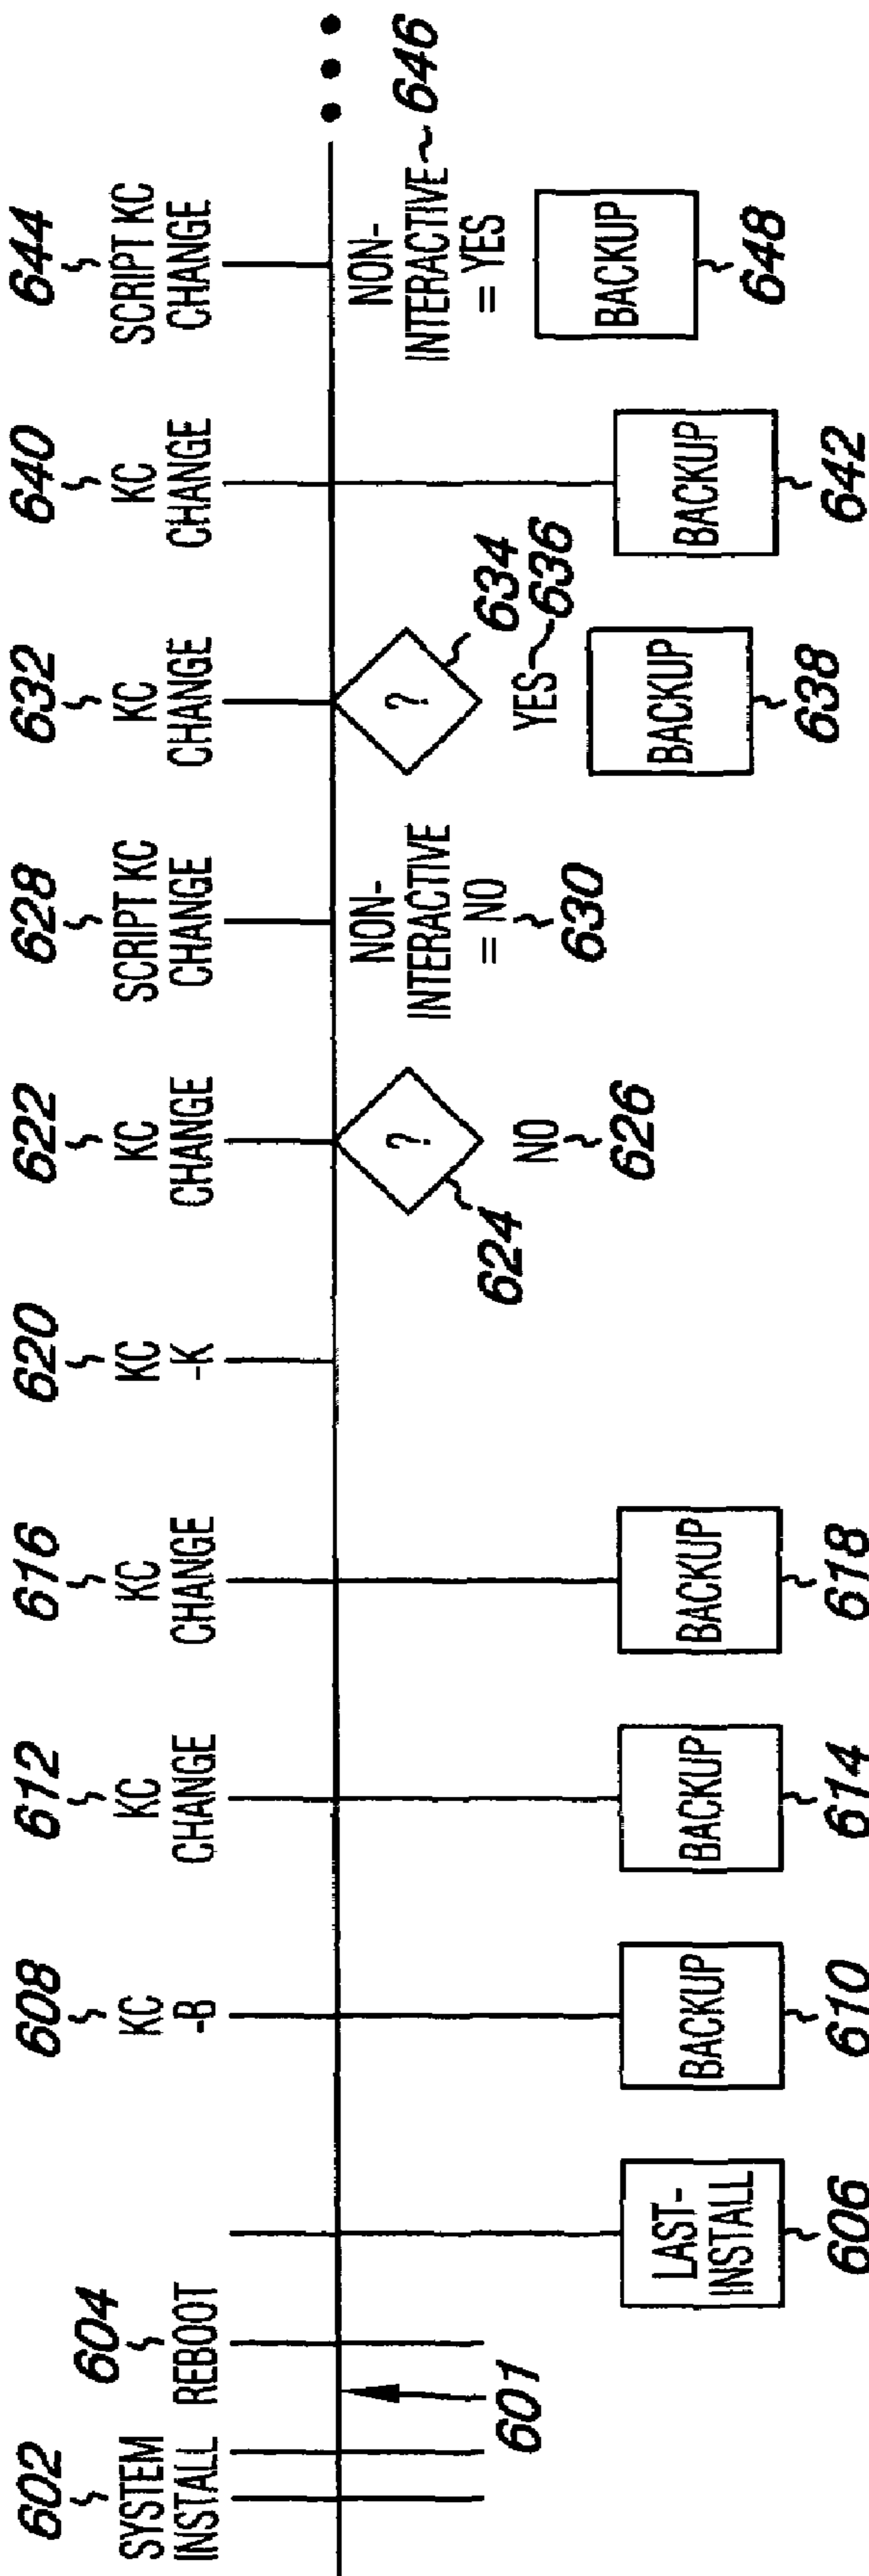 602
SYSTEM
INSTALL
604
REBOOT
601
LAST-
INSTALL
606
608
KC
-B
BACKUP
610
612
KC
CHANGE
BACKUP
614
616
KC
CHANGE
BACKUP
618
620
KC
-K
622
KC
CHANGE
?
624
NO
626
628
SCRIPT KC
CHANGE
NON-
INTERACTIVE
= NO
630
632
KC
CHANGE
?
634
YES 636
BACKUP
638
640
KC
CHANGE
BACKUP
642
644
SCRIPT KC
CHANGE
NON-
INTERACTIVE 646
= YES
BACKUP
648